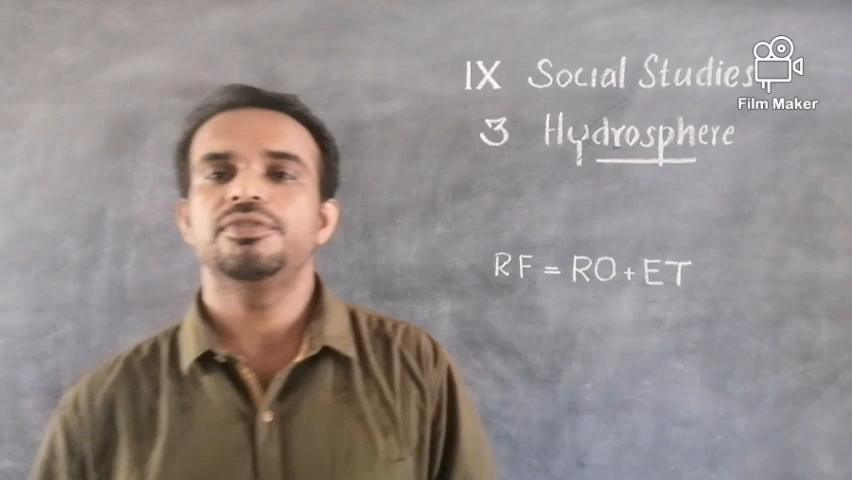 IX Social Studies
Film Maker
3 Hydrosphere
RF = RO + ET